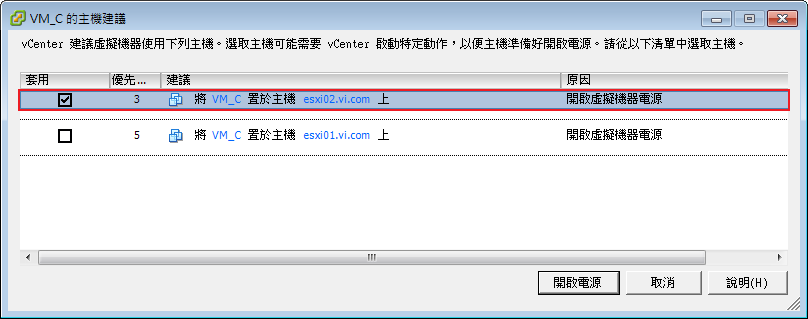 VM_C 的主機建議
vCenter 建議虛擬機器使用下列主機。選取主機可能需要 vCenter 啟動特定動作，以便主機準備好開啟電源。請從以下清單中選取主機。
套用 優先... 建議 原因
3 將 VM_C 置於主機 esxi02.vi.com 上 開啟虛擬機器電源
5 將 VM_C 置於主機 esxi01.vi.com 上 開啟虛擬機器電源
開啟電源 取消 說明(H)